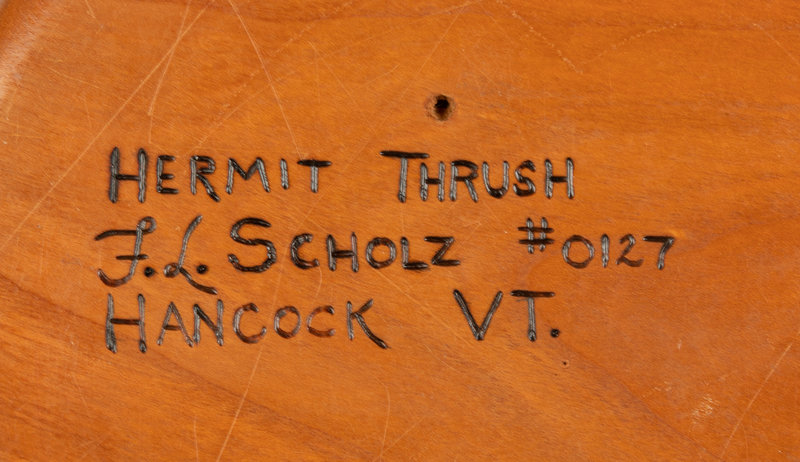 HERMIT THRUSH
F.L. SCHOLZ #0127
HANCOCK VT.